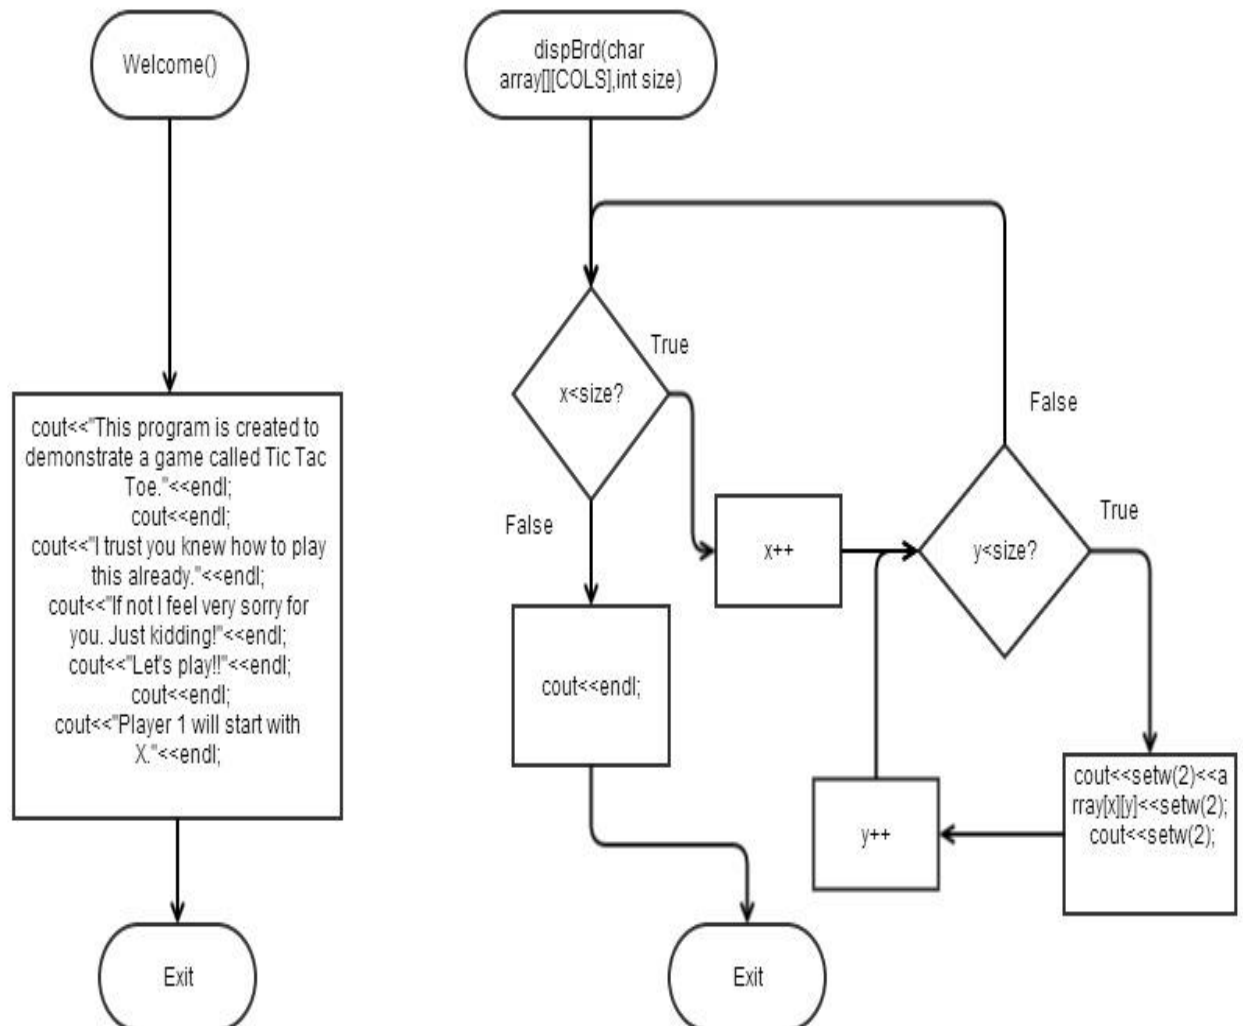 Welcome()
cout<<"This program is created to
demonstrate a game called Tic Tac
Toe."<<endl;
cout<<endl;
cout<<"I trust you knew how to play
this already."<<endl;
cout<<"If not I feel very sorry for
you. Just kidding!"<<endl;
cout<<"Let's play!!"<<endl;
cout<<endl;
cout<<"Player 1 will start with
X."<<endl;
Exit
dispBrd(char
array[][COLS],int size)
x<size?
True
False
x++
cout<<endl;
Exit
y<size?
False
True
cout<<setw(2)<<a
rray[x][y]<<setw(2);
cout<<setw(2);
y++